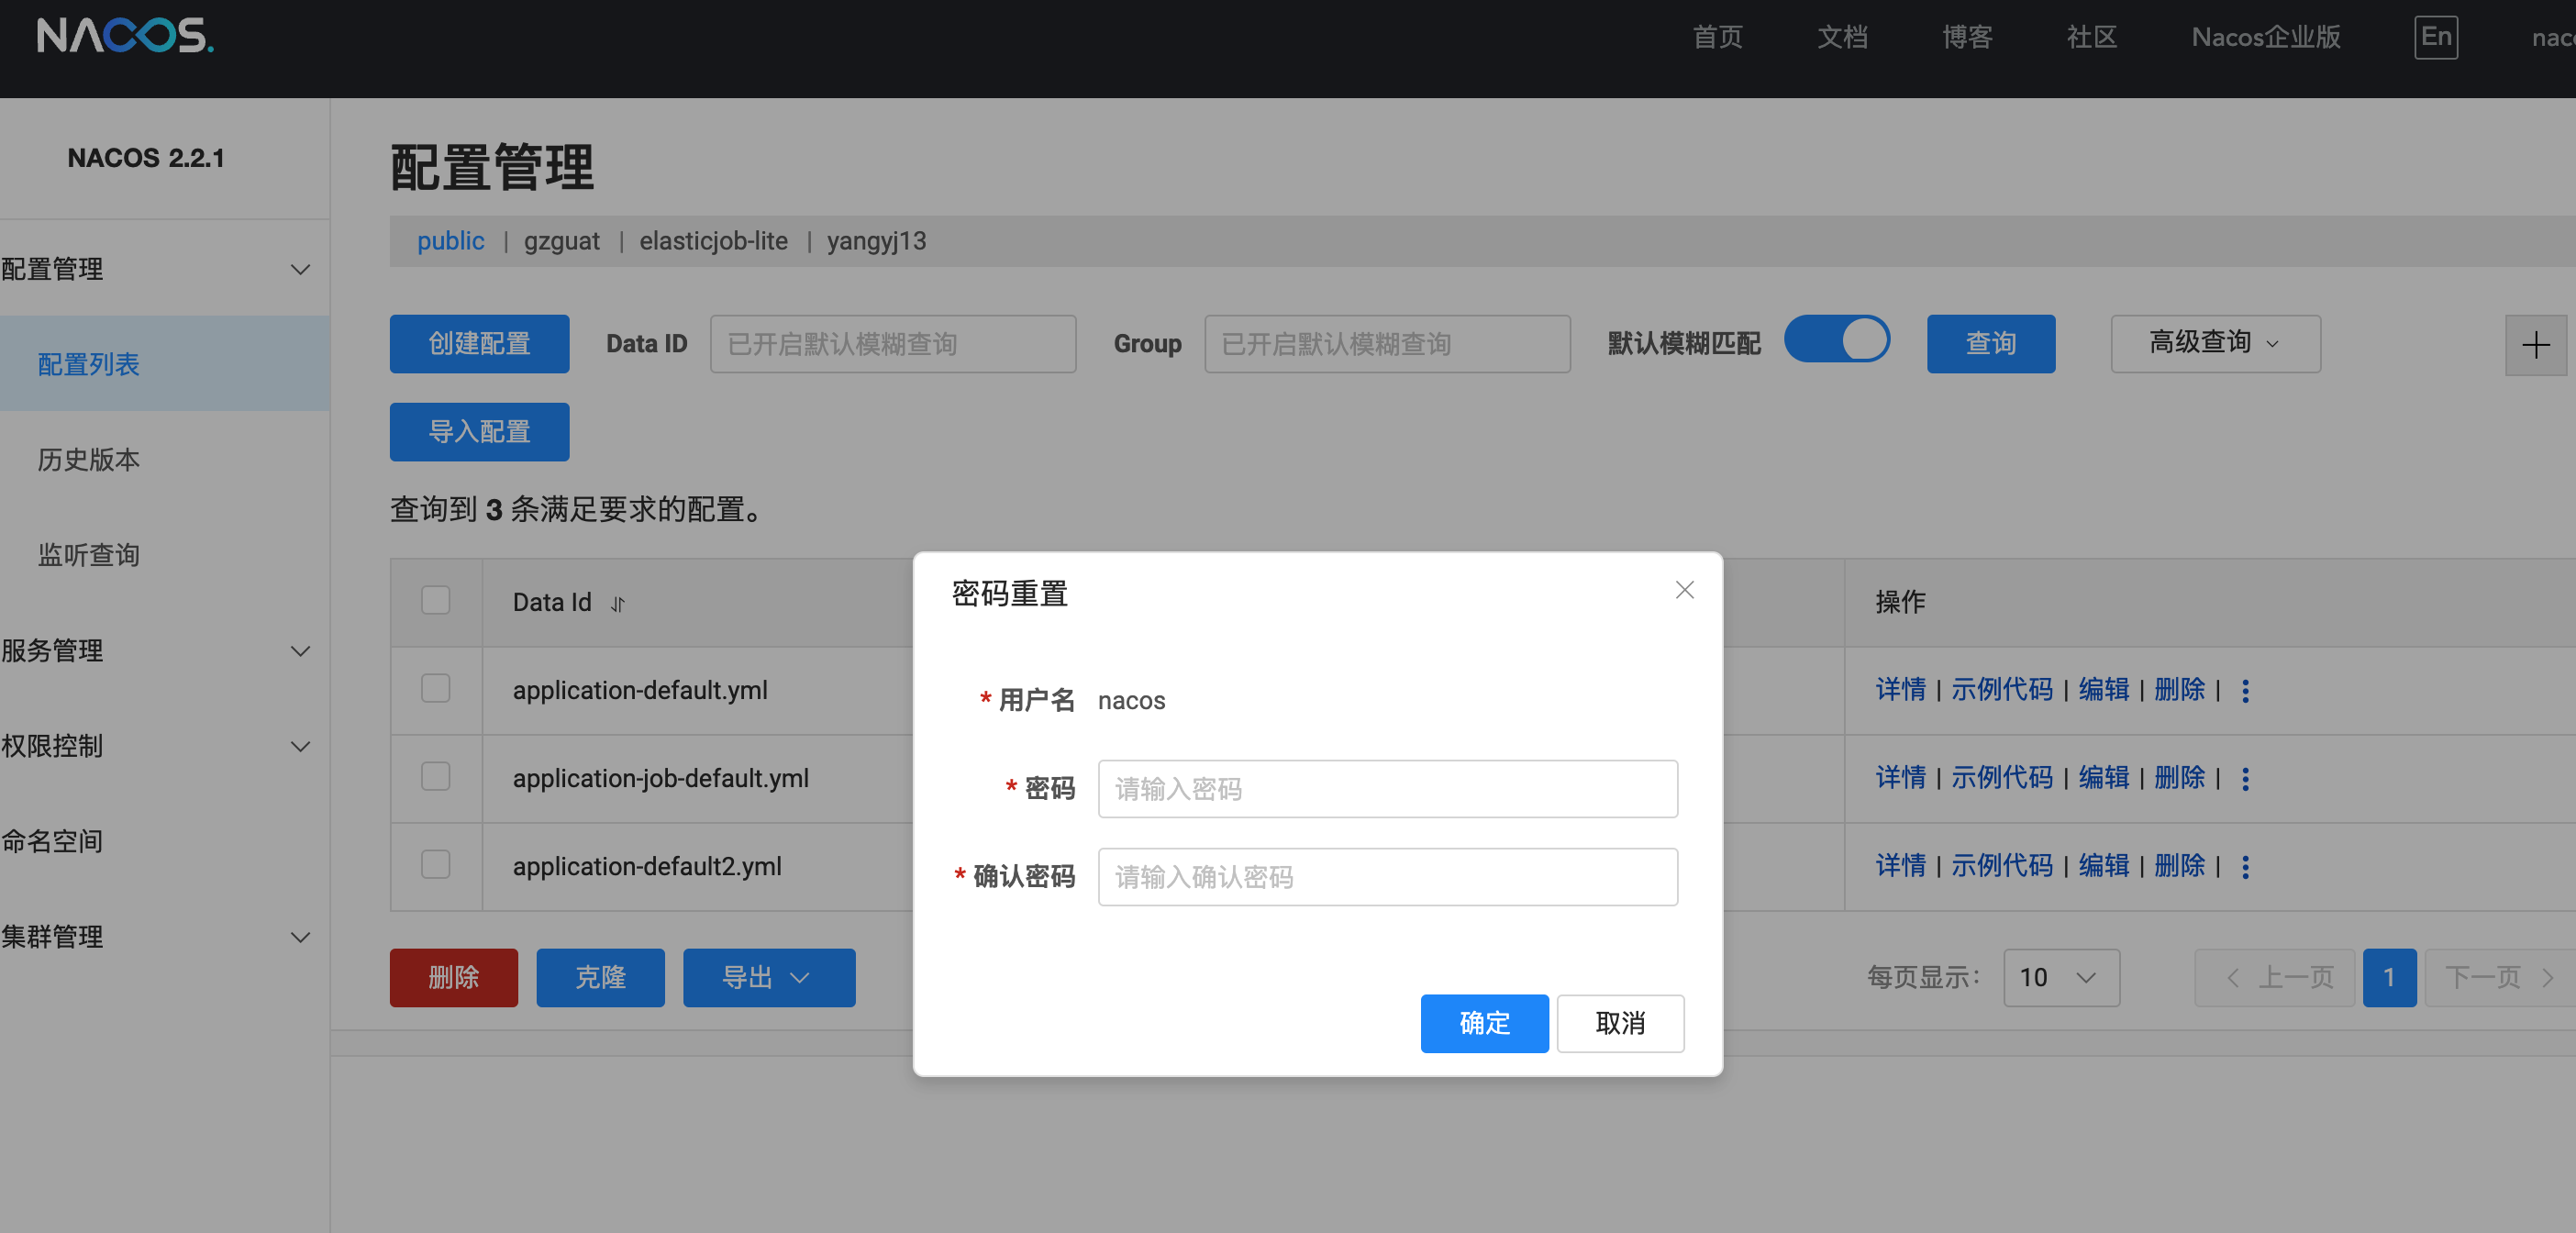 NACOS. 首页 文档 博客 社区 Nacos企业版 En
NACOS 2.2.1
配置管理
配置列表
历史版本
监听查询
服务管理
权限控制
命名空间
集群管理
配置管理
public | gzguat | elasticjob-lite | yangyj13
创建配置 Data ID 已开启默认模糊查询 Group 已开启默认模糊查询 默认模糊匹配 查询 高级查询
导入配置
查询到 3 条满足要求的配置。
Data Id 操作
application-default.yml 详情 | 示例代码 | 编辑 | 删除 |
application-job-default.yml 详情 | 示例代码 | 编辑 | 删除 |
application-default2.yml 详情 | 示例代码 | 编辑 | 删除 |
删除 克隆 导出 每页显示： 10 上一页 1 下一页
密码重置
* 用户名 nacos
* 密码 请输入密码
* 确认密码 请输入确认密码
确定 取消